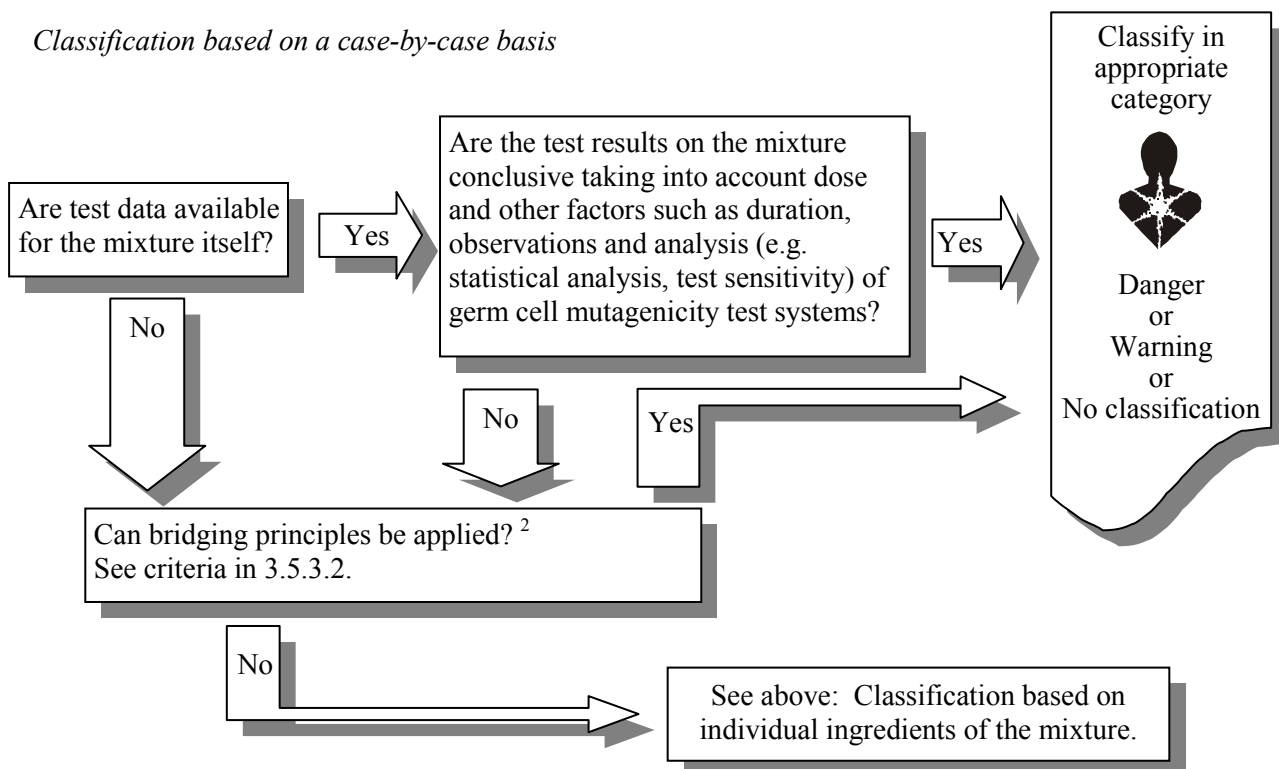 Classification based on a case-by-case basis
Are test data available
for the mixture itself?
Yes
Are the test results on the mixture
conclusive taking into account dose
and other factors such as duration,
observations and analysis (e.g.
statistical analysis, test sensitivity) of
germ cell mutagenicity test systems?
Yes
Classify in
appropriate
category
Danger
or
Warning
or
No classification
No
No
Yes
Can bridging principles be applied? ²
See criteria in 3.5.3.2.
No
See above:  Classification based on
individual ingredients of the mixture.